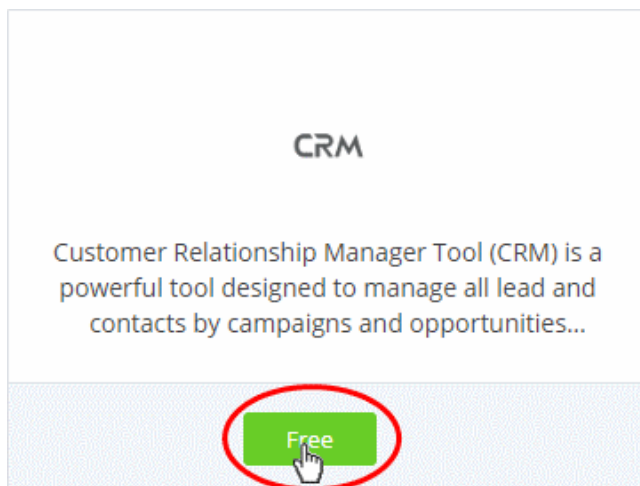 CRM
Customer Relationship Manager Tool (CRM) is a
powerful tool designed to manage all lead and
contacts by campaigns and opportunities...
Free